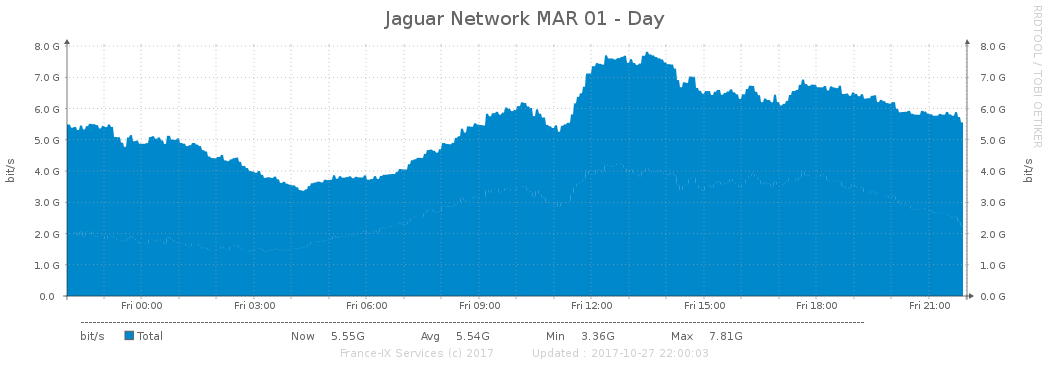 Jaguar Network MAR 01 - Day
RRDTOOL / TOBI OETIKER
bit/s
8.0 G 8.0 G
7.0 G 7.0 G
6.0 G 6.0 G
5.0 G 5.0 G
4.0 G 4.0 G
3.0 G 3.0 G
2.0 G 2.0 G
1.0 G 1.0 G
0.0 0.0 G
bit/s
Fri 00:00 Fri 03:00 Fri 06:00 Fri 09:00 Fri 12:00 Fri 15:00 Fri 18:00 Fri 21:00
bit/s Total Now 5.55G Avg 5.54G Min 3.36G Max 7.81G
France-IX Services (c) 2017 Updated : 2017-10-27 22:00:03